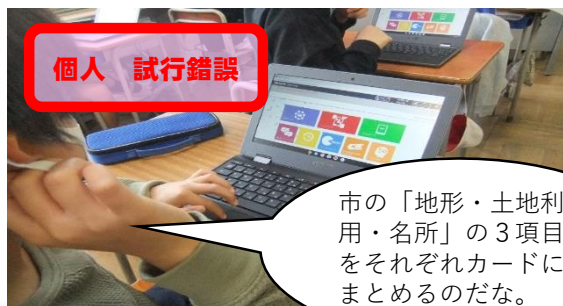 個人　試行錯誤
市の「地形・土地利
用・名所」の３項目
をそれぞれカードに
まとめるのだな。